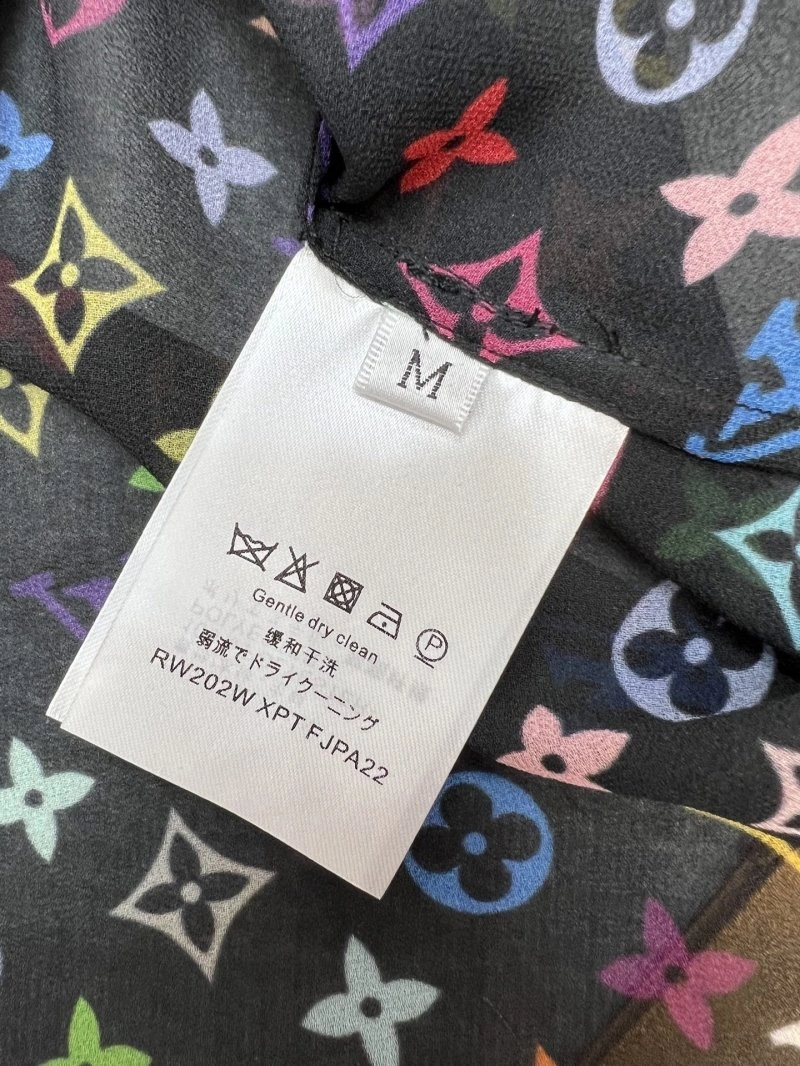 M
Gentle dry clean
缓和干洗
弱流でドライクーニング
RW202W XPT FJPA22